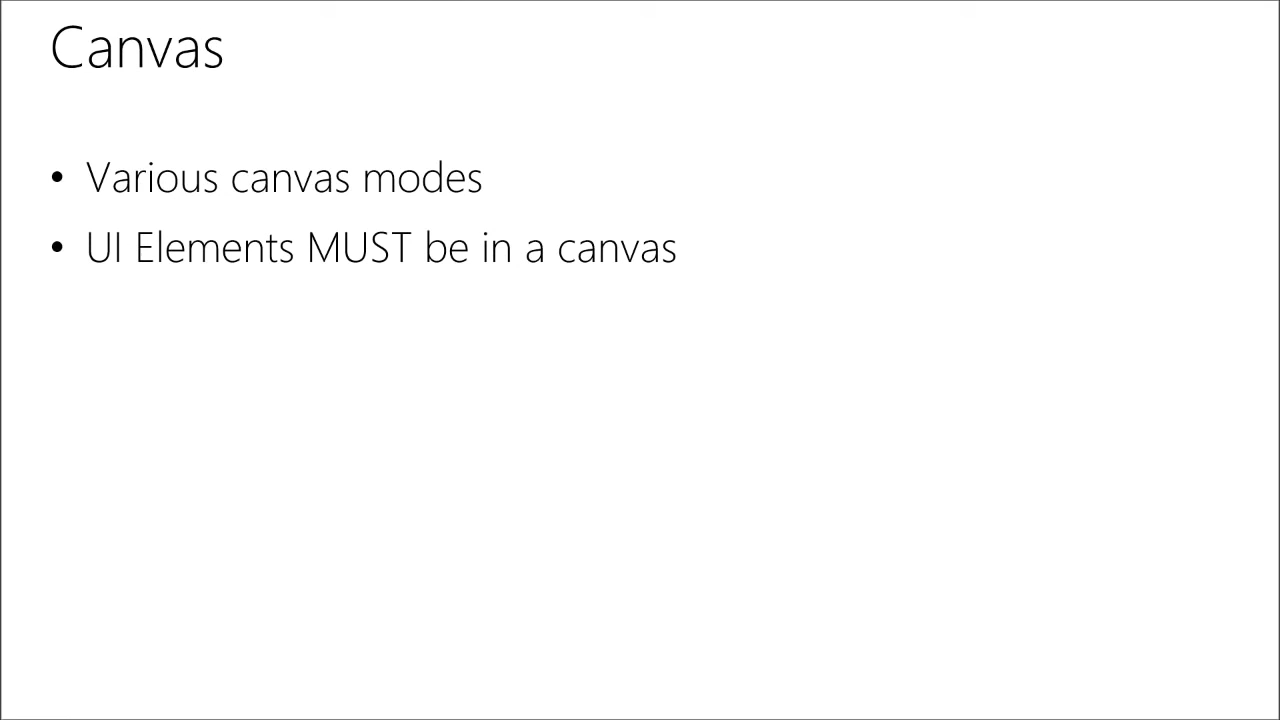 Canvas
• Various canvas modes
• UI Elements MUST be in a canvas